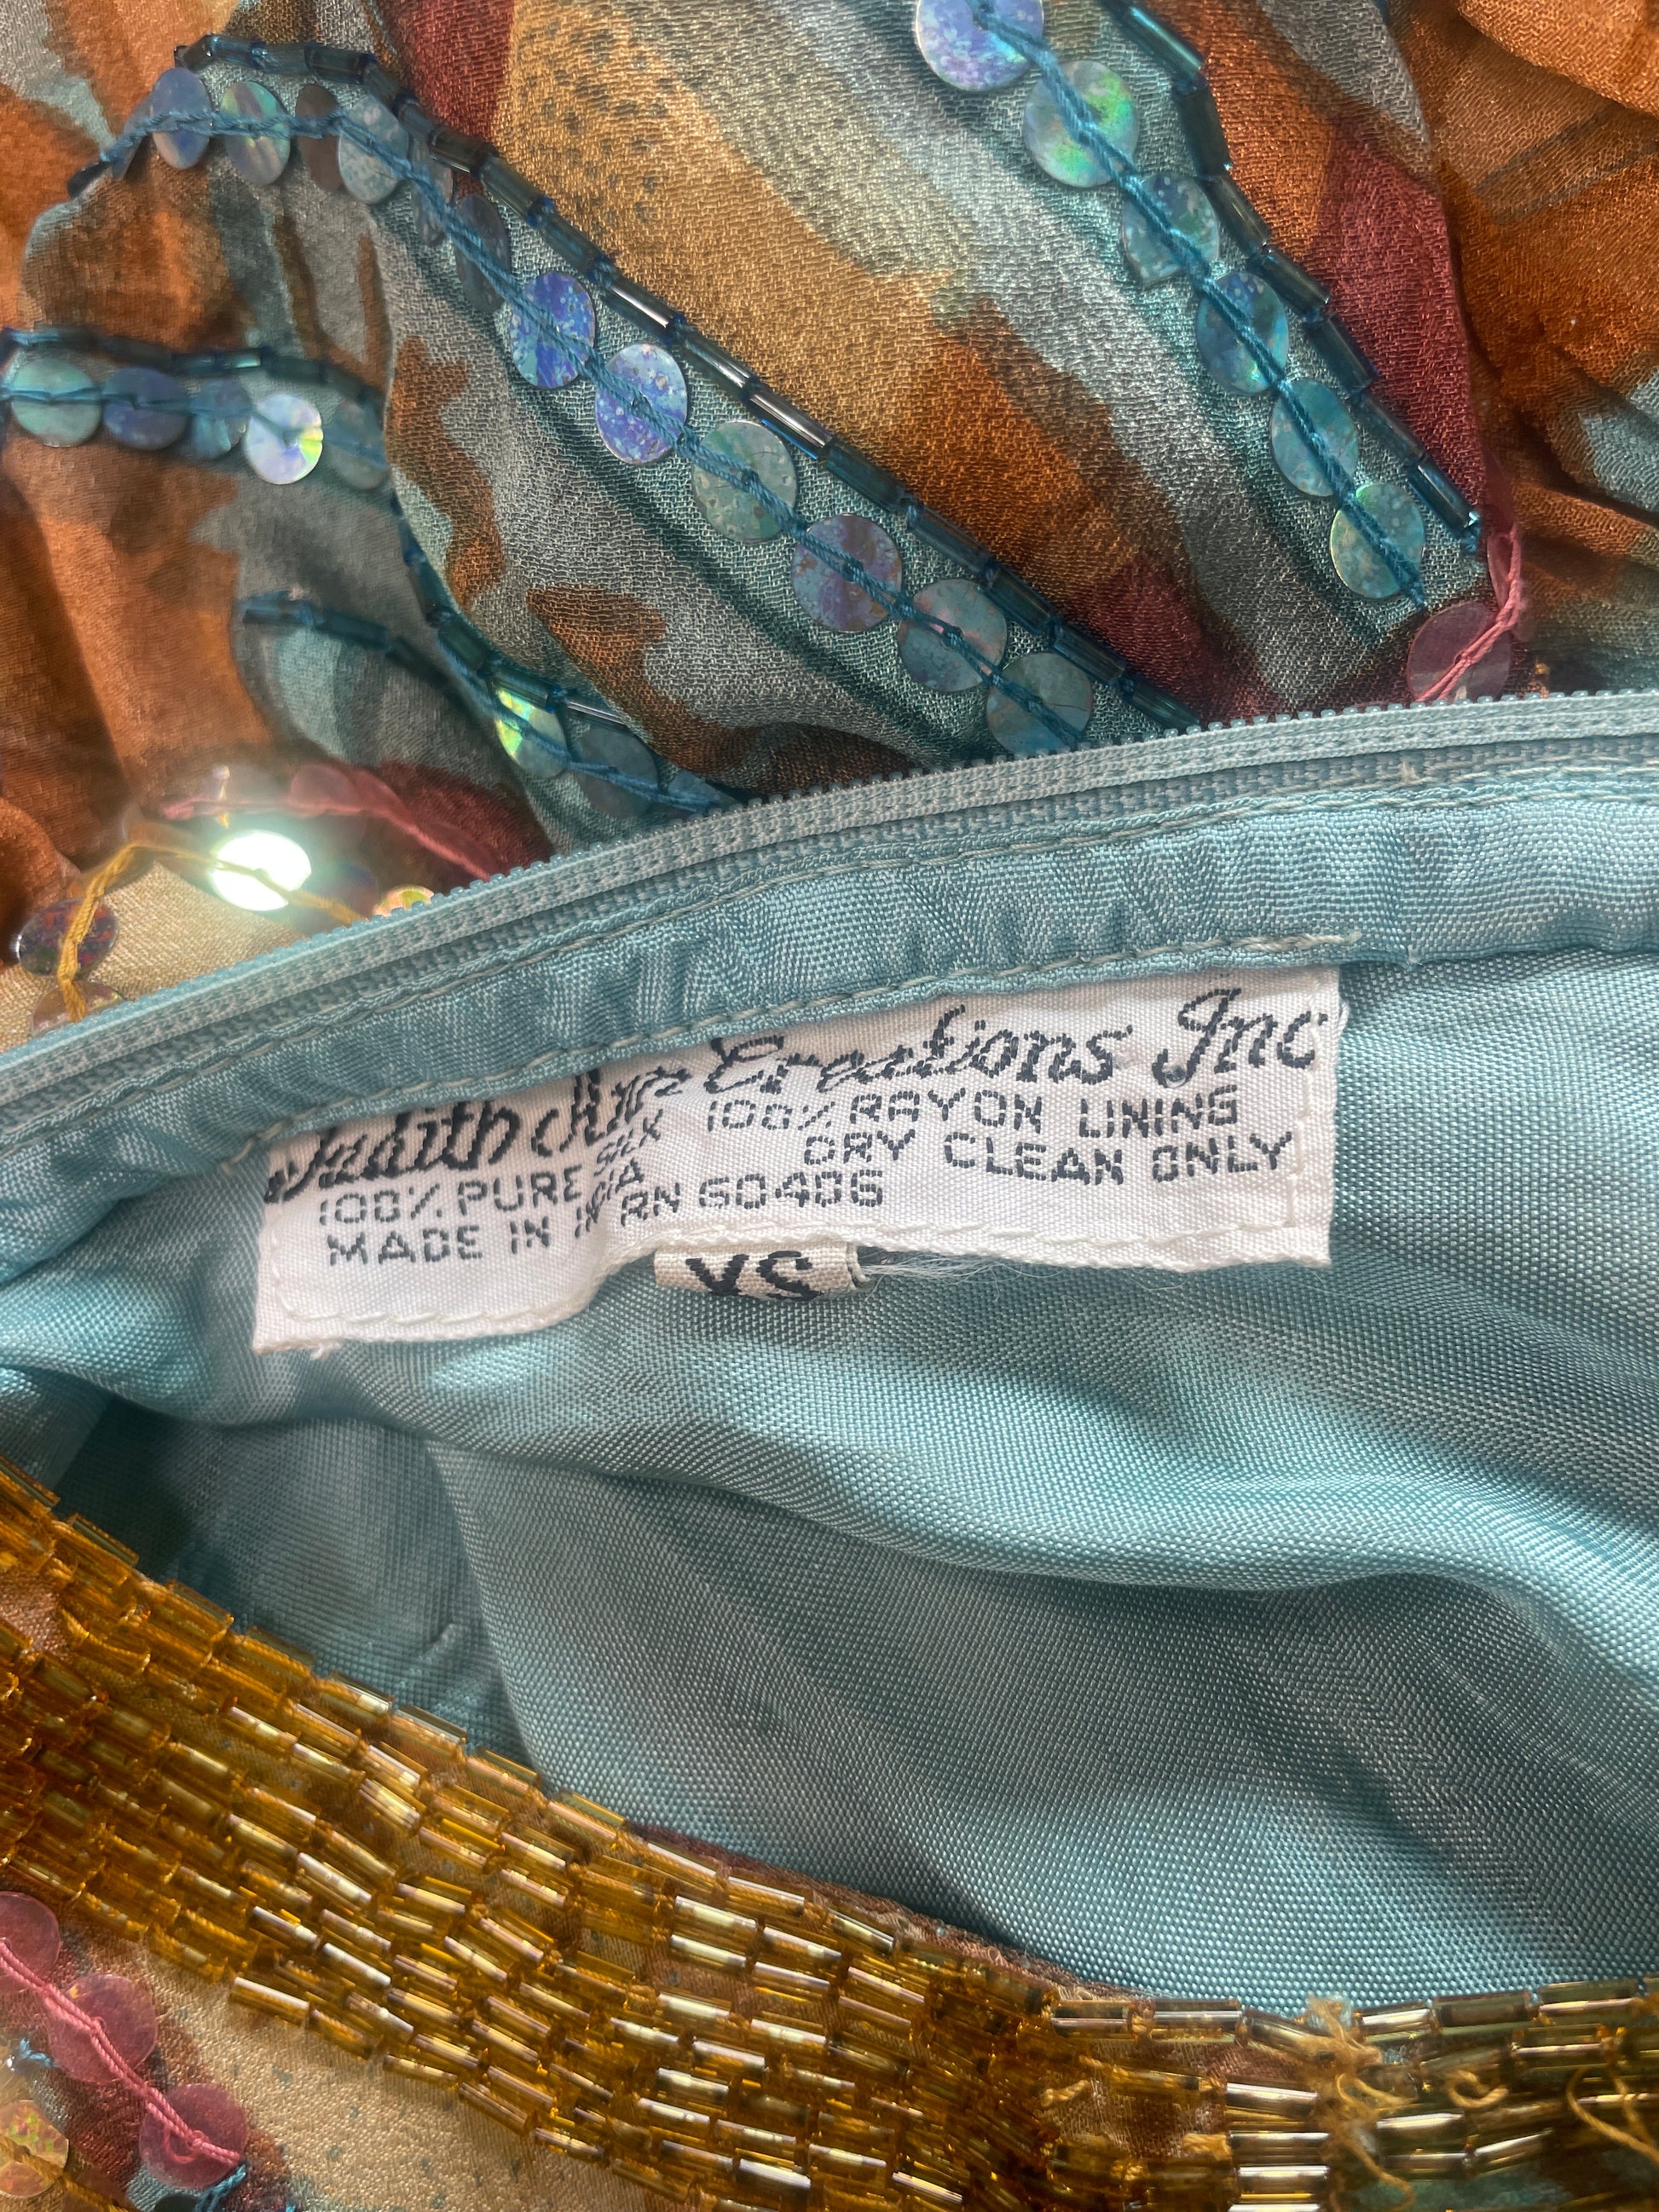 Judith Ann Creations Inc
100% PURE SILK 100% RAYON LINING
MADE IN INDIA RN 60406 DRY CLEAN ONLY
XS